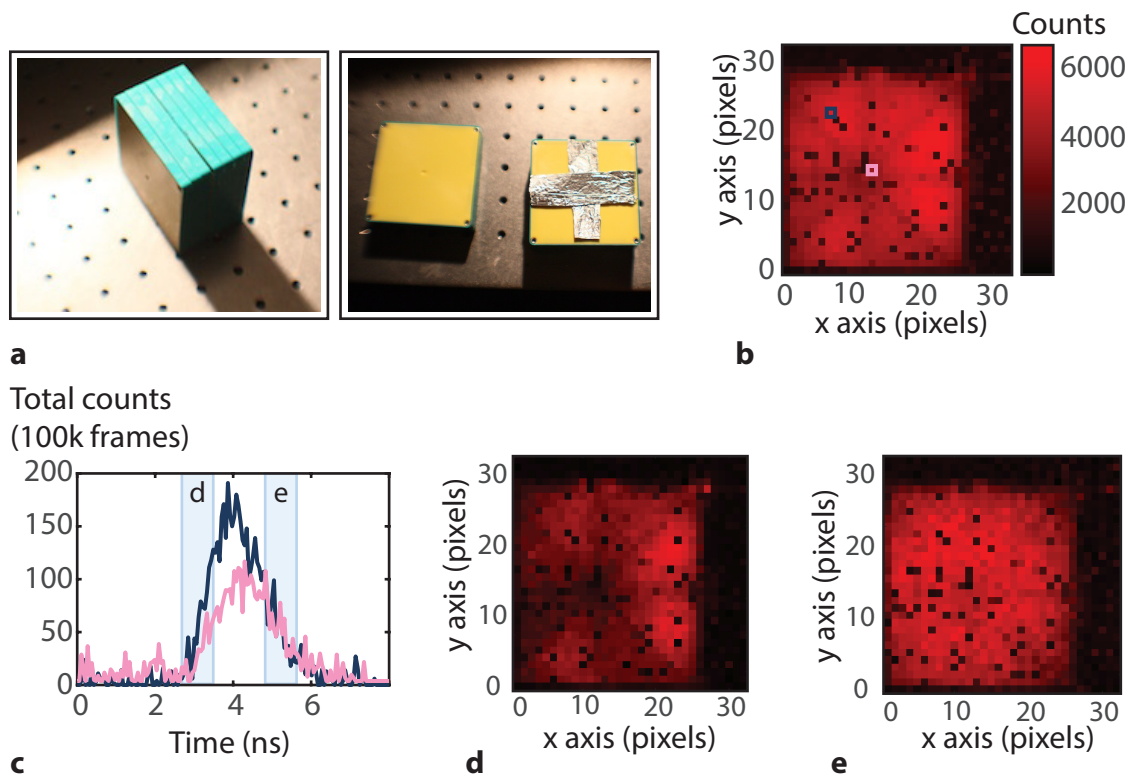 a
Counts
6000
4000
2000
30
20
10
0
y axis (pixels)
0
10
20
30
x axis (pixels)
b
Total counts
(100k frames)
200
150
100
50
0
d
e
0
2
4
6
Time (ns)
c
30
20
10
0
y axis (pixels)
0
10
20
30
x axis (pixels)
d
30
20
10
0
y axis (pixels)
0
10
20
30
x axis (pixels)
e